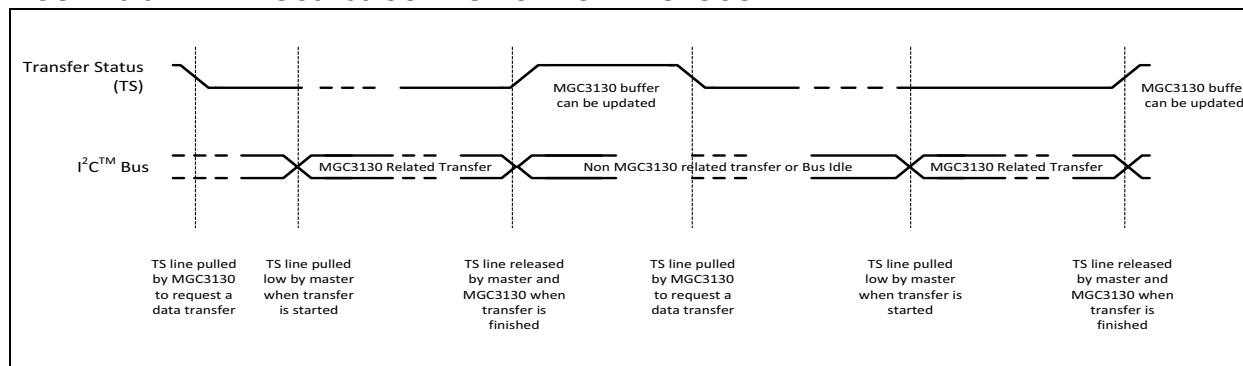 Transfer Status
(TS)
MGC3130 buffer
can be updated
MGC3130 buffe
can be updated
I²C™ Bus
MGC3130 Related Transfer
Non MGC3130 related transfer or Bus Idle
MGC3130 Related Transfer
TS line pulled
by MGC3130
to request a
data transfer
TS line pulled
low by master
when transfer
is started
TS line released
by master and
MGC3130 when
transfer is
finished
TS line pulled
by MGC3130
to request a
data transfer
TS line pulled
low by master
when transfer is
started
TS line released
by master and
MGC3130 when
transfer is
finished